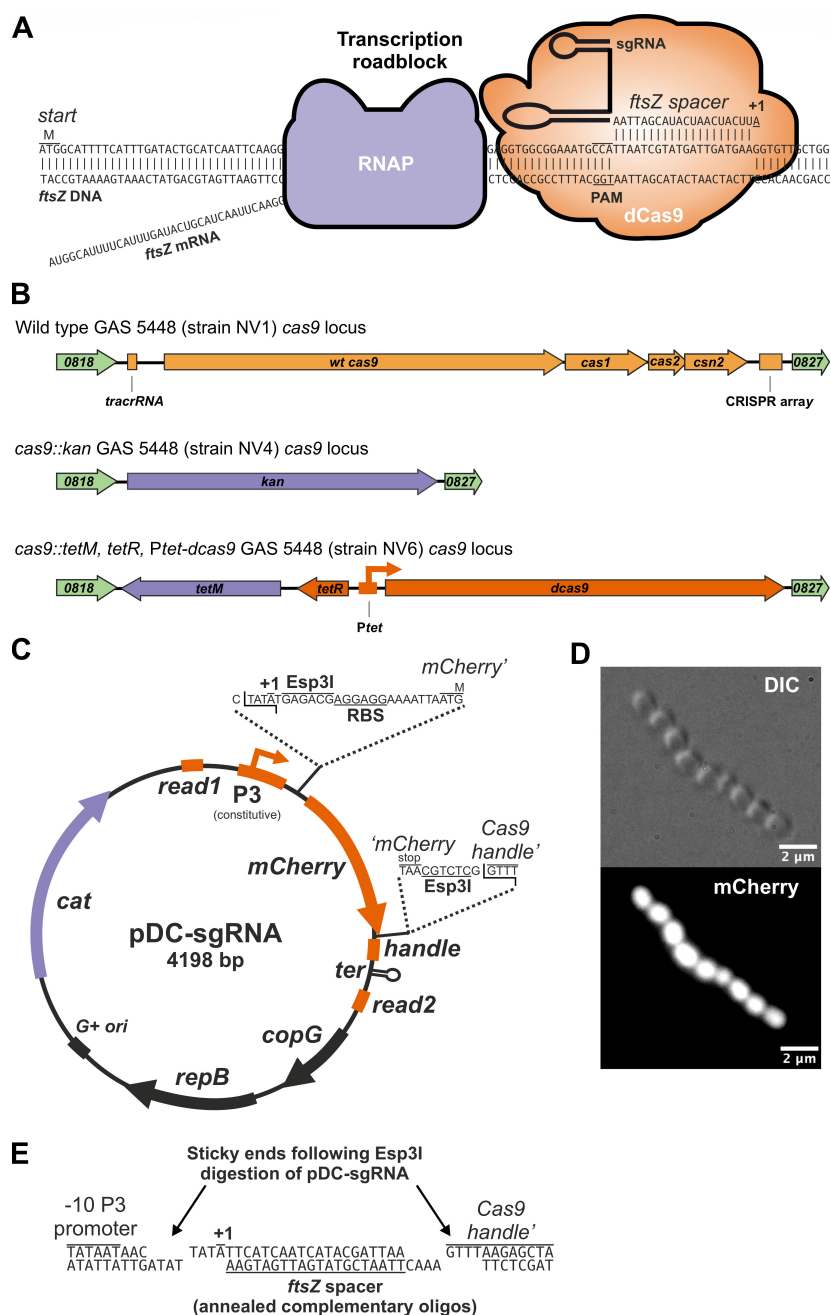 A
Transcription
roadblock
sgRNA
ftsZ spacer
+1
start
M
AATTAGCAUACUAACUACUUA
ATGGCATTTTCATTTGATACTGCATCAATTCAAGG
GAGGTGGCGGAAATGCCATTAATCGTATGATTGATGAAGGTGTTGCTGG
RNAP
TACCGTAAAAGTAAACTATGACGTAGTTAAGTTCC
CTCCACCGCCTTTACGGTAATTAGCATACTAACTACTTCCACAACGACC
ftsZ DNA
PAM
dCas9
AUGGCAUUUUCAUUUGAUACUGCAUCAAUUCAAGG
ftsZ mRNA
B
Wild type GAS 5448 (strain NV1) cas9 locus
0818
wt cas9
cas1
cas2
csn2
0827
tracrRNA
CRISPR array
cas9::kan GAS 5448 (strain NV4) cas9 locus
0818
kan
0827
cas9::tetM, tetR, Ptet-dcas9 GAS 5448 (strain NV6) cas9 locus
0818
tetM
tetR
dcas9
0827
Ptet
C
+1 Esp3I
mCherry’
M
C TATATGAGACGAGGAGGAAAATTAATG
RBS
read1
P3
(constitutive)
mCherry
‘mCherry
Cas9
handle’
stop
TAACGTCTCG GTTT
Esp3I
cat
pDC-sgRNA
4198 bp
handle
ter
read2
copG
G+ ori
repB
D
DIC
2 µm
mCherry
2 µm
E
Sticky ends following Esp3I
digestion of pDC-sgRNA
-10 P3
promoter
+1
Cas9
handle’
TATAATAAC TATATTCATCAATCATACGATTAA GTTTAAGAGCTA
ATATTATTGATAT AAGTAGTTAGTATGCTAATTCAAA TTCTCGAT
ftsZ spacer
(annealed complementary oligos)